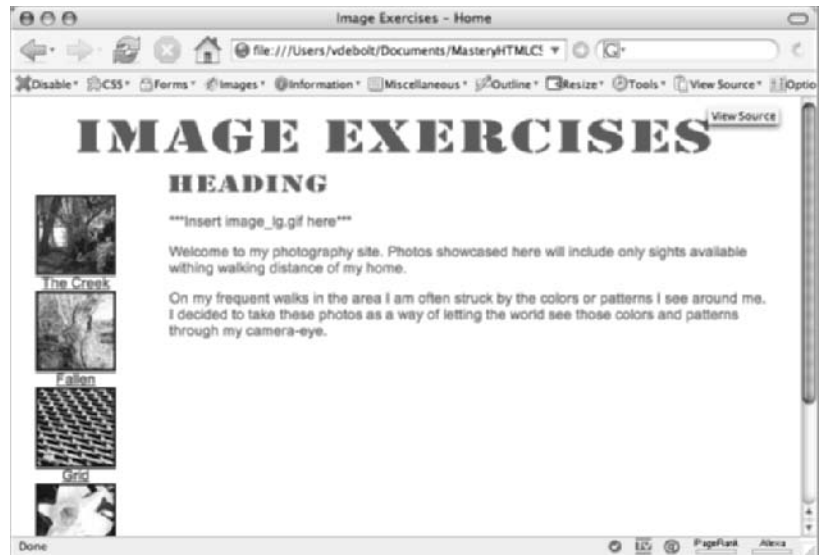 Image Exercises - Home
file:///Users/vdebolt/Documents/MasteryHTMLCS
G
Disable CSS Forms Images Information Miscellaneous Outline Resize Tools View Source Optio
View Source
IMAGE EXERCISES
HEADING
***Insert image_lg.gif here***
Welcome to my photography site. Photos showcased here will include only sights available
withing walking distance of my home.
On my frequent walks in the area I am often struck by the colors or patterns I see around me.
I decided to take these photos as a way of letting the world see those colors and patterns
through my camera-eye.
The Creek
Fallen
Grid
Done
PageRank Alexa